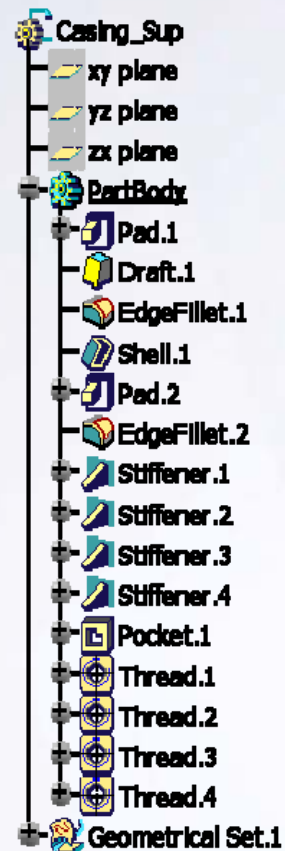 Casing_Sup
xy plane
yz plane
zx plane
PartBody
Pad.1
Draft.1
EdgeFillet.1
Shell.1
Pad.2
EdgeFillet.2
Stiffener.1
Stiffener.2
Stiffener.3
Stiffener.4
Pocket.1
Thread.1
Thread.2
Thread.3
Thread.4
Geometrical Set.1